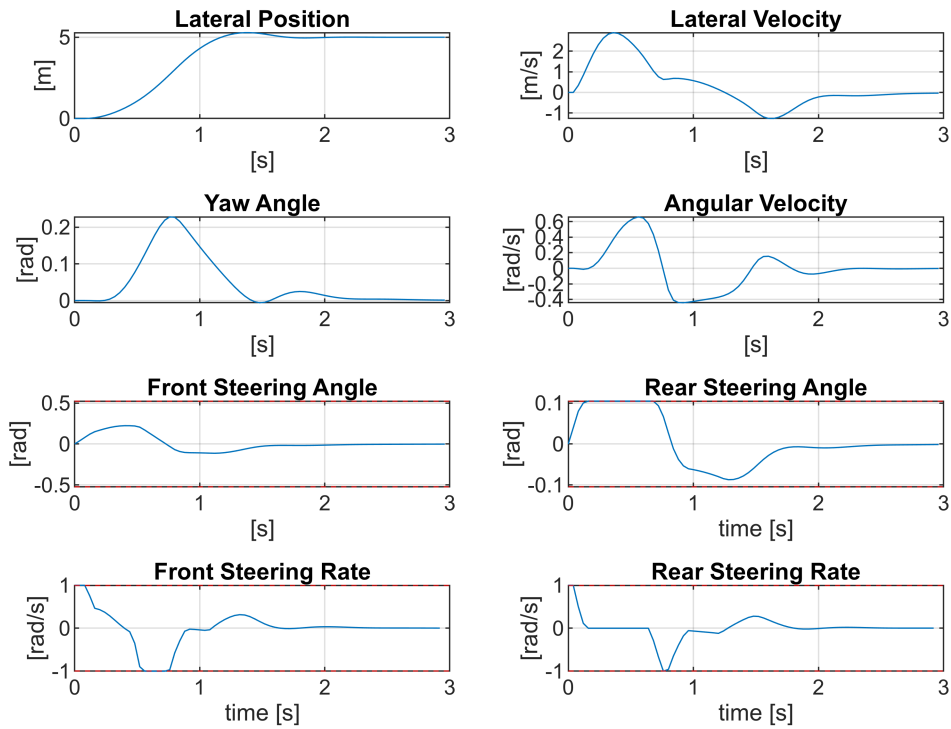 Lateral Position
5
0
[m]
0 1 2 3
[s]
Lateral Velocity
2
1
0
-1
[m/s]
0 1 2 3
[s]
Yaw Angle
0.2
0.1
0
[rad]
0 1 2 3
[s]
Angular Velocity
0.6
0.4
0.2
0
-0.2
-0.4
[rad/s]
0 1 2 3
[s]
Front Steering Angle
0.5
0
-0.5
[rad]
0 1 2 3
[s]
Rear Steering Angle
0.1
0
-0.1
[rad]
0 1 2 3
time [s]
Front Steering Rate
1
0
-1
[rad/s]
0 1 2 3
time [s]
Rear Steering Rate
1
0
-1
[rad/s]
0 1 2 3
time [s]